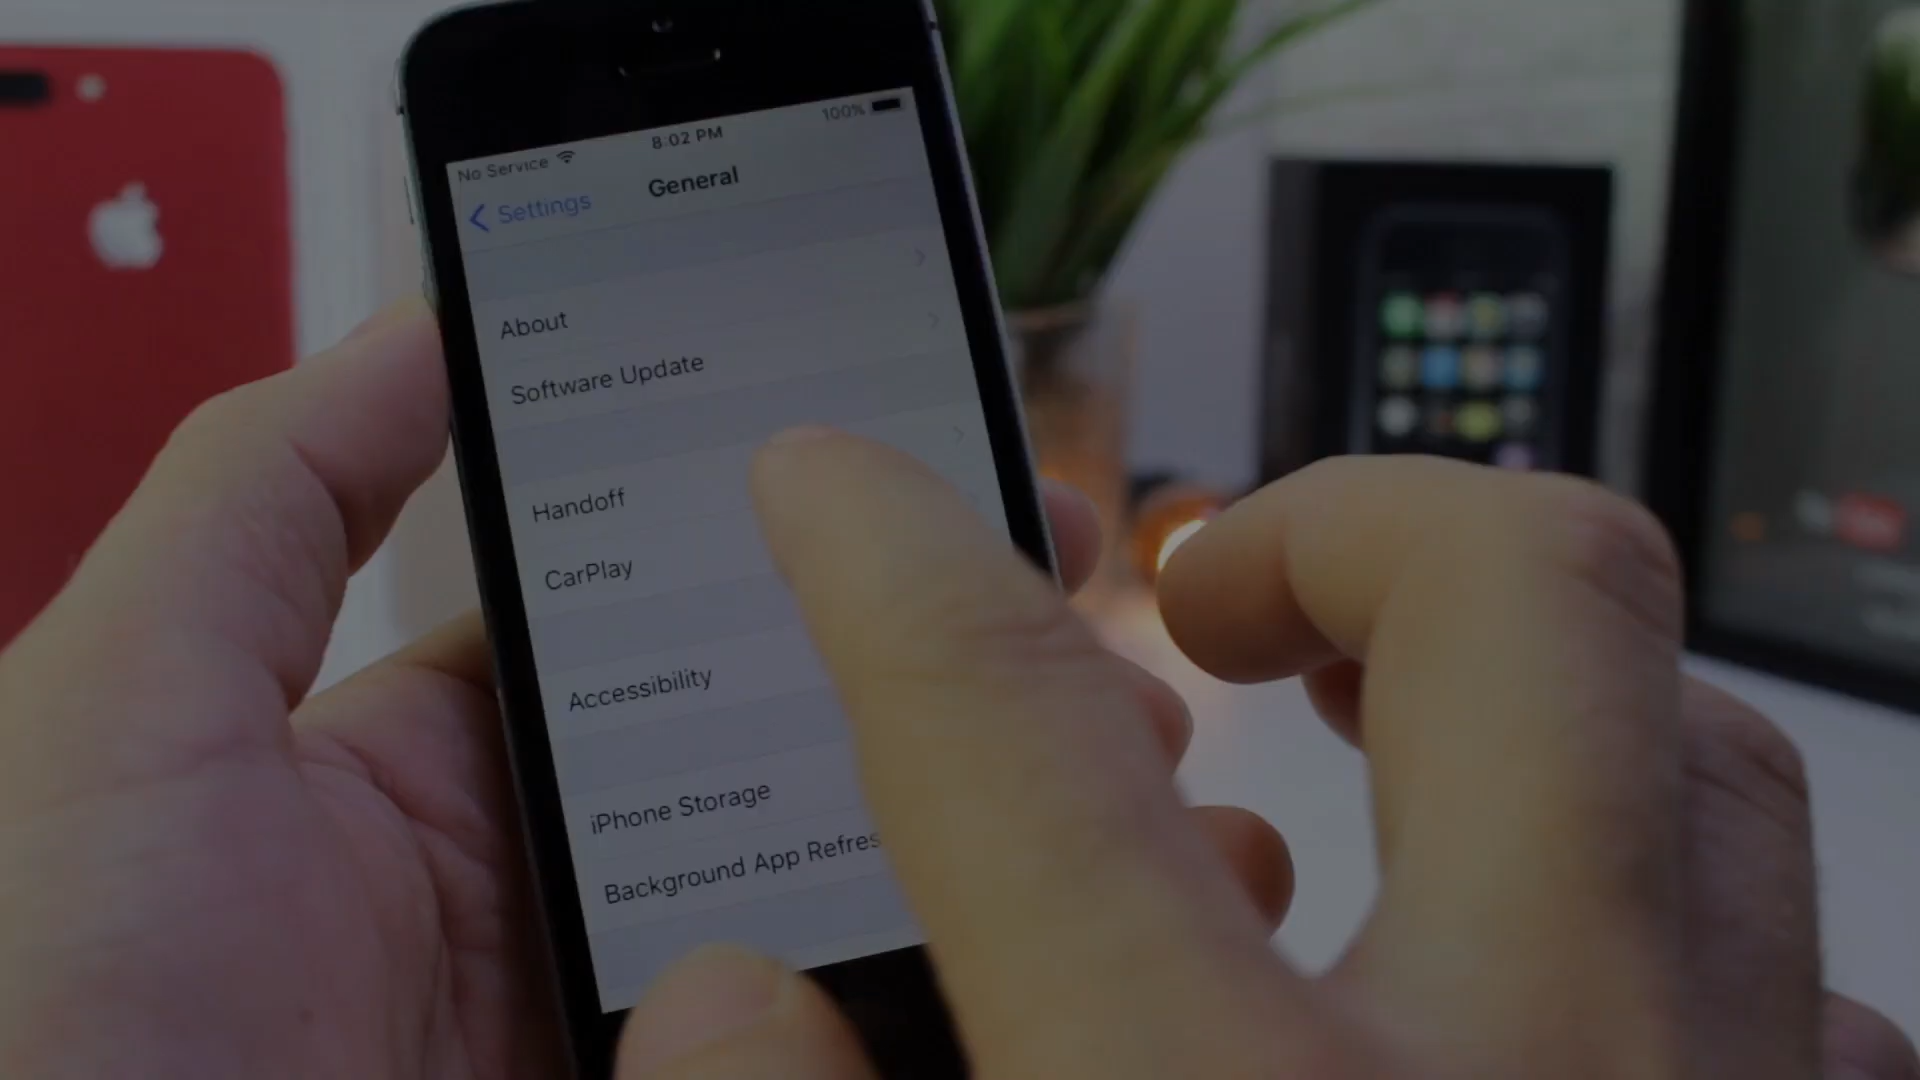 No Service 8:02 PM 100%
Settings General
About
Software Update
Handoff
CarPlay
Accessibility
iPhone Storage
Background App Refres